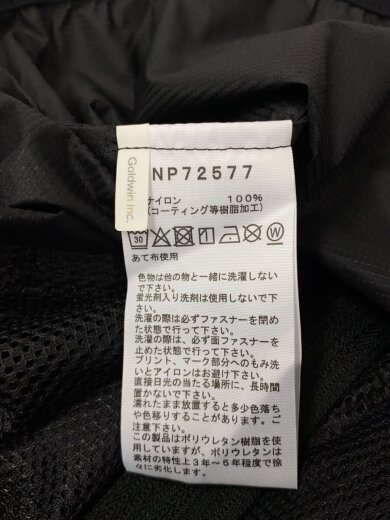 Goldwin Inc.
NP72577
ナイロン 100%
(コーティング等樹脂加工)
30
あて布使用
色物は他の物と一緒に洗濯しない
で下さい。
蛍光剤入り洗剤は使用しないで下
さい。
洗濯の際は必ずファスナーを閉め
た状態で行って下さい。
洗濯の際は、必ず面ファスナーを
止めた状態で行って下さい。
プリント、マーク部分へのもみ洗
いとアイロンはお避け下さい。
直接日光の当たる場所に、長時間
置かないで下さい。
濡れたまま放置すると多少色落ち
や色移りすることがあります。ご
注意下さい。
この製品はポリウレタン樹脂を使
用していますが、ポリウレタンは
素材の特性上3年～5年程度で徐
々に劣化します。